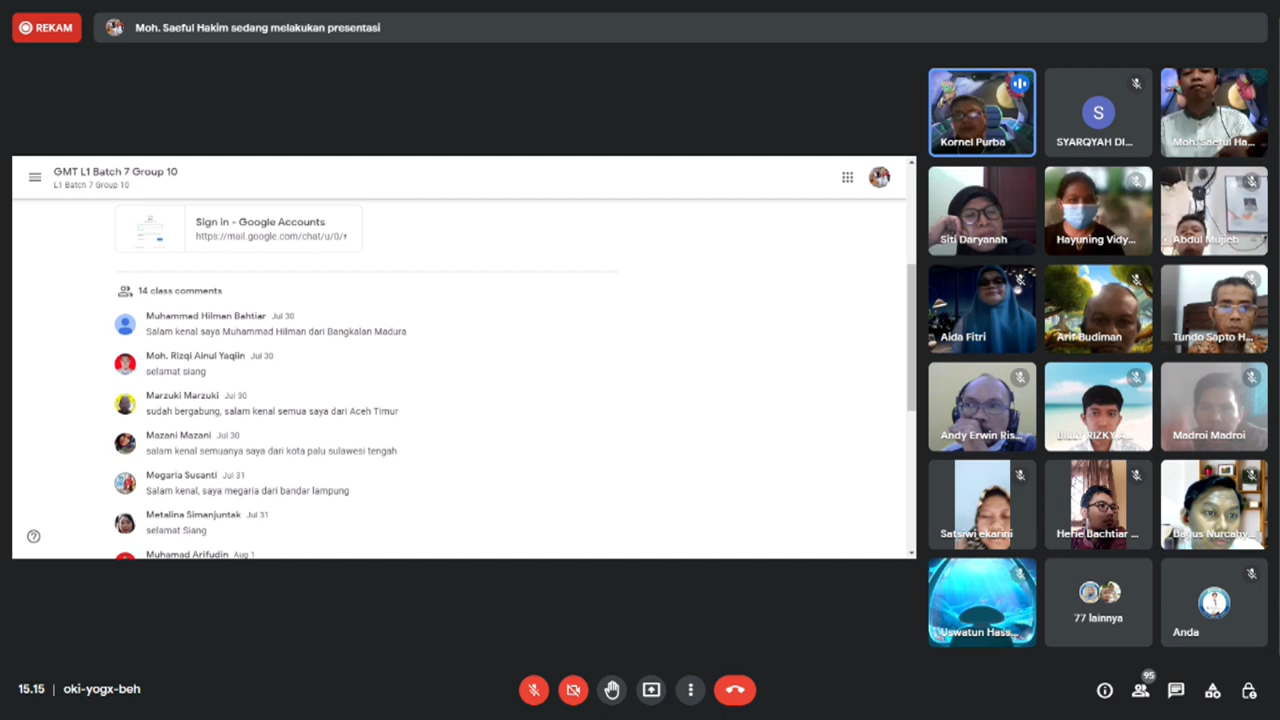 REKAM
Moh. Saeful Hakim sedang melakukan presentasi
GMT L1 Batch 7 Group 10
L1 Batch 7 Group 10
Sign in - Google Accounts
https://mail.google.com/chat/u/0/
14 class comments
Muhammad Hilman Bahtiar Jul 30
Salam kenal saya Muhammad Hilman dari Bangkalan Madura
Moh. Rizqi Ainul Yaqiin Jul 30
selamat siang
Marzuki Marzuki Jul 30
sudah bergabung, salam kenal semua saya dari Aceh Timur
Mazani Mazani Jul 30
salam kenal semuanya saya dari kota palu sulawesi tengah
Megaria Susanti Jul 31
Salam kenal, saya megaria dari bandar lampung
Metalina Simanjuntak Jul 31
selamat Siang
Muhamad Arifudin Aug 1
Kornel Purba
S
SYARQYAH DI...
Moh. Saeful Ha...
Siti Daryanah
Hayuning Vidy...
Abdul Mujieb
Aida Fitri
Arif Budiman
Tundo Sapto H...
Andy Erwin Ris...
RIZKY
Madroi Madroi
Satsiwi ekarini
Hefie Bachtiar ...
Bagus Nurcahy...
Uswatun Hass...
77 lainnya
Anda
15.15 | oki-yogx-beh
95